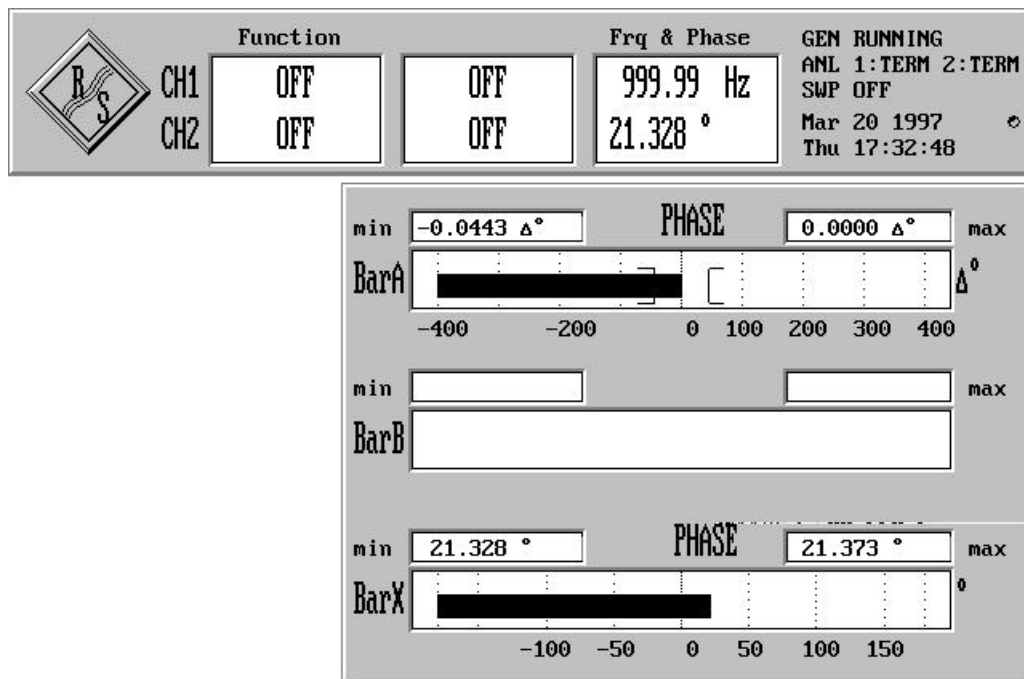 Function Frq & Phase GEN RUNNING
R S CH1 OFF OFF 999.99 Hz ANL 1:TERM 2:TERM
SWP OFF
CH2 OFF OFF 21.328 ° Mar 20 1997
Thu 17:32:48
min -0.0443 Δ° PHASE 0.0000 Δ° max
BarA Δ°
-400 -200 0 100 200 300 400
min max
BarB
min 21.328 ° PHASE 21.373 ° max
BarX °
-100 -50 0 50 100 150